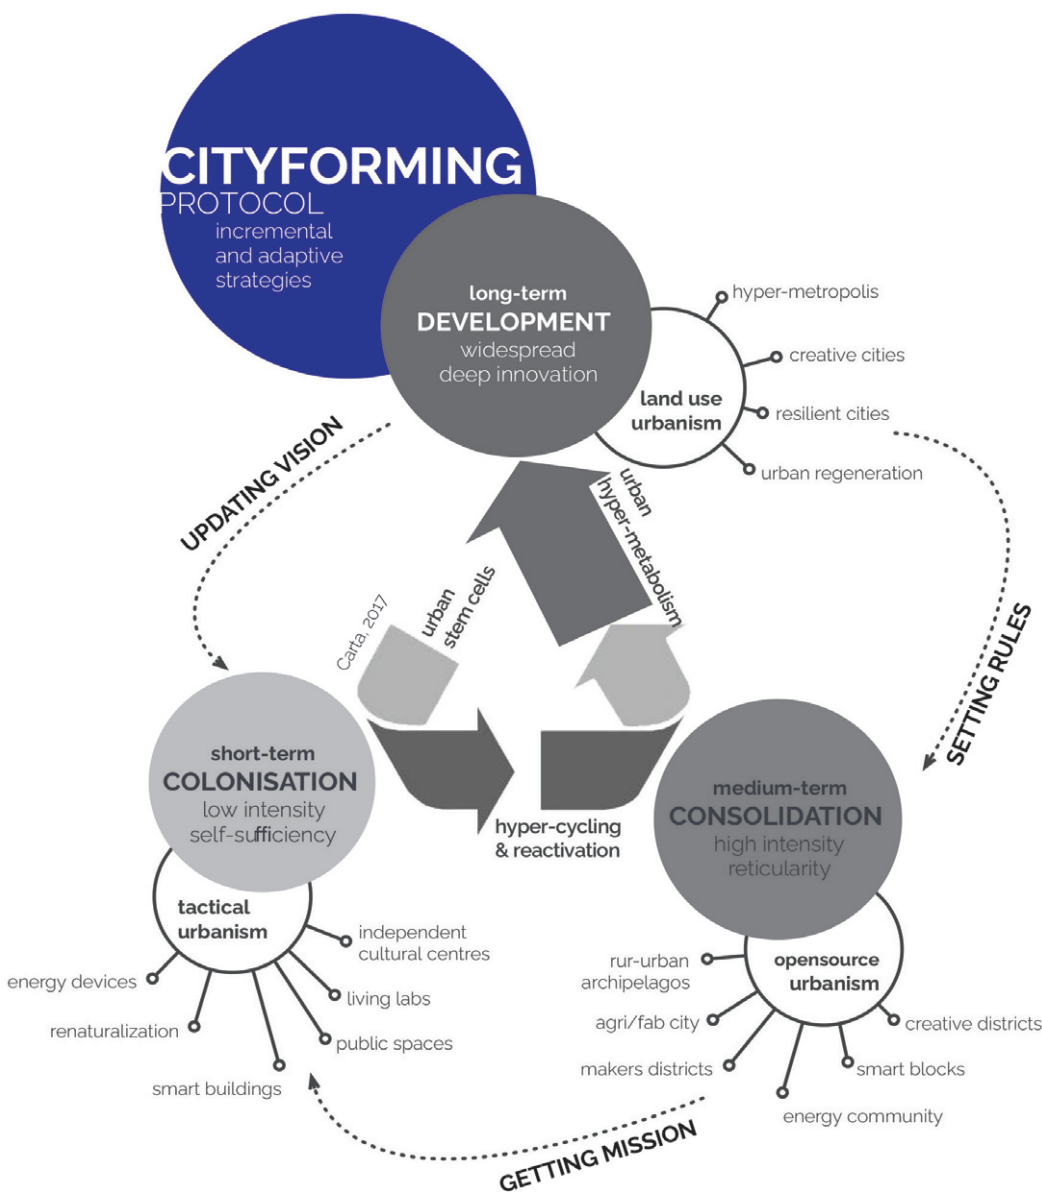 CITYFORMING
PROTOCOL
incremental
and adaptive
strategies
long-term
DEVELOPMENT
widespread
deep innovation
land use
urbanism
hyper-metropolis
creative cities
resilient cities
urban regeneration
UPDATING VISION
SETTING RULES
urban
hyper-metabolism
urban
stem cells
Carta, 2017
hyper-cycling
& reactivation
short-term
COLONISATION
low intensity
self-sufficiency
tactical
urbanism
independent
cultural centres
living labs
public spaces
smart buildings
renaturalization
energy devices
medium-term
CONSOLIDATION
high intensity
reticularity
opensource
urbanism
rur-urban
archipelagos
agri/fab city
makers districts
energy community
smart blocks
creative districts
GETTING MISSION